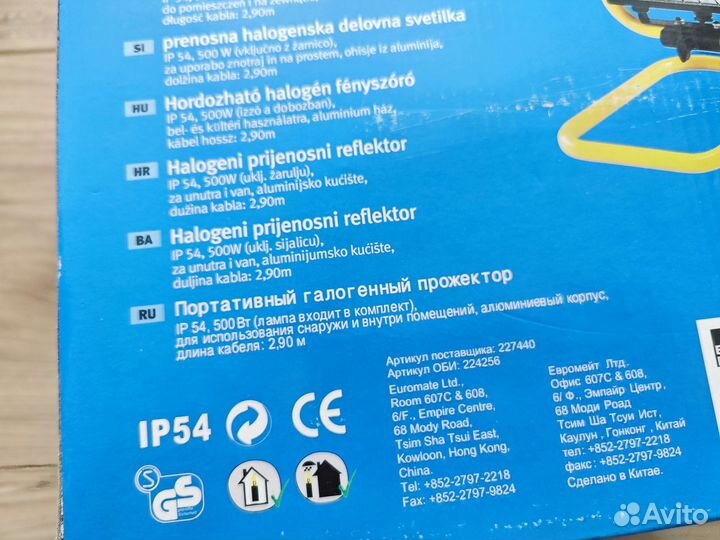 do pomieszczeń i na zewnątrz,
długość kabla: 2,90m
SI
prenosna halogenska delovna svetilka
IP 54, 500 W (vključno z žarnico),
za uporabo znotraj in na prostem, ohisje iz aluminija,
dolžina kabla: 2,90m
HU
Hordozható halogén fényszóró
IP 54, 500W (izzó a dobozban),
bel- és kültéri használatra, aluminium ház,
kábel hossz: 2,90m
HR
Halogeni prijenosni reflektor
IP 54, 500W (uklj. žarulju),
za unutra i van, aluminijsko kućište,
dužina kabla: 2,90m
BA
Halogeni prijenosni reflektor
IP 54, 500W (uklj. sijalicu),
za unutra i van, aluminijumsko kućište,
duljina kabla: 2,90m
RU
Портативный галогенный прожектор
IP 54, 500 Вт (лампа входит в комплект),
для использования снаружи и внутри помещений, алюминиевый корпус,
длина кабеля: 2,90 м
Артикул поставщика: 227440
Артикул ОБИ: 224256
Euromate Ltd.,
Room 607C & 608,
6/F., Empire Centre,
68 Mody Road,
Tsim Sha Tsui East,
Kowloon, Hong Kong,
China.
Tel: +852-2797-2218
Fax: +852-2797-9824
Евромейт Лтд.
Офис 607C & 608,
6/ Ф., Эмпайр Центр,
68 Моди Роад
Тсим Ша Тсуи Ист,
Каулун , Гонконг , Китай
тел: +852-2797-2218
факс : +852-2797-9824
Сделано в Китае.
IP54
CE
S
GS
Avito